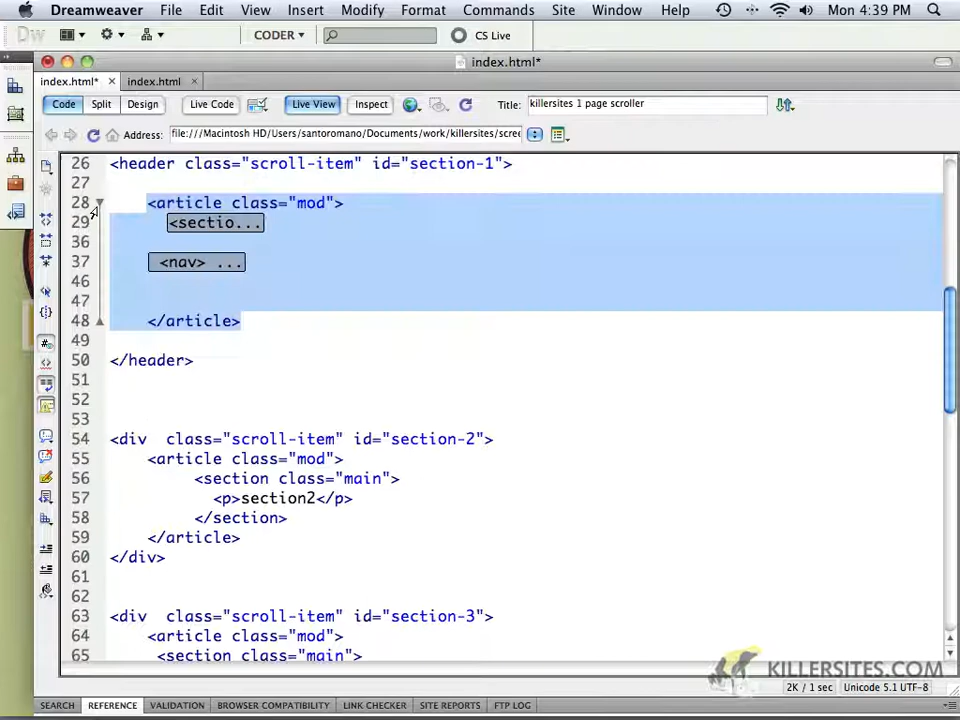 Dreamweaver File Edit View Insert Modify Format Commands Site Window Help Mon 4:39 PM
Dw CODER CS Live
index.html*
index.html* × index.html ×
Code Split Design Live Code Live View Inspect Title: killersites 1 page scroller
Address: file:///Macintosh HD/Users/santoromano/Documents/work/killersites/scree
26 <header class="scroll-item" id="section-1">
27
28 <article class="mod">
29 <sectio...
36
37 <nav> ...
46
47
48 </article>
49
50 </header>
51
52
53
54 <div  class="scroll-item" id="section-2">
55 <article class="mod">
56 <section class="main">
57 <p>section2</p>
58 </section>
59 </article>
60 </div>
61
62
63 <div  class="scroll-item" id="section-3">
64 <article class="mod">
65 <section class="main">
KILLERSITES.COM
2K / 1 sec Unicode 5.1 UTF-8
SEARCH REFERENCE VALIDATION BROWSER COMPATIBILITY LINK CHECKER SITE REPORTS FTP LOG